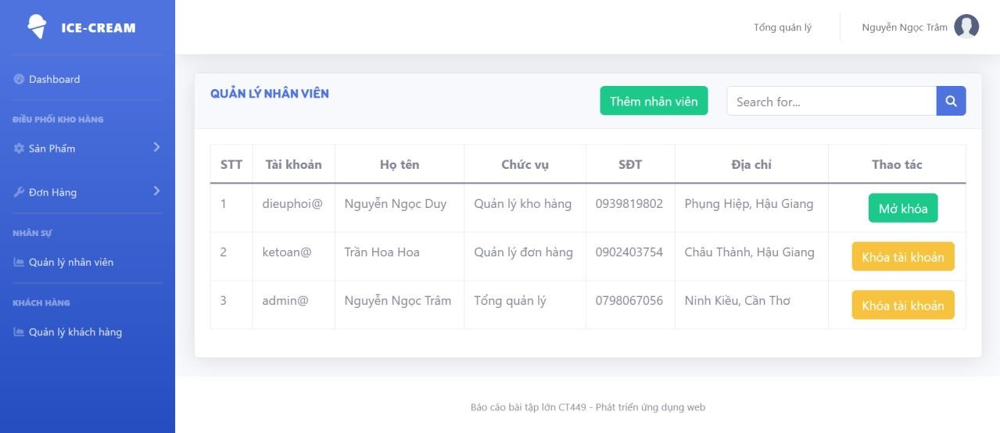 ICE-CREAM
Tổng quản lý
Nguyễn Ngọc Trâm
Dashboard
ĐIỀU PHỐI KHO HÀNG
Sản Phẩm
Đơn Hàng
NHÂN SỰ
Quản lý nhân viên
KHÁCH HÀNG
Quản lý khách hàng
QUẢN LÝ NHÂN VIÊN
Thêm nhân viên
Search for...
STT Tài khoản Họ tên Chức vụ SĐT Địa chỉ Thao tác
1 dieuphoi@ Nguyễn Ngọc Duy Quản lý kho hàng 0939819802 Phụng Hiệp, Hậu Giang Mở khóa
2 ketoan@ Trần Hoa Hoa Quản lý đơn hàng 0902403754 Châu Thành, Hậu Giang Khóa tài khoản
3 admin@ Nguyễn Ngọc Trâm Tổng quản lý 0798067056 Ninh Kiều, Cần Thơ Khóa tài khoản
Báo cáo bài tập lớn CT449 - Phát triển ứng dụng web